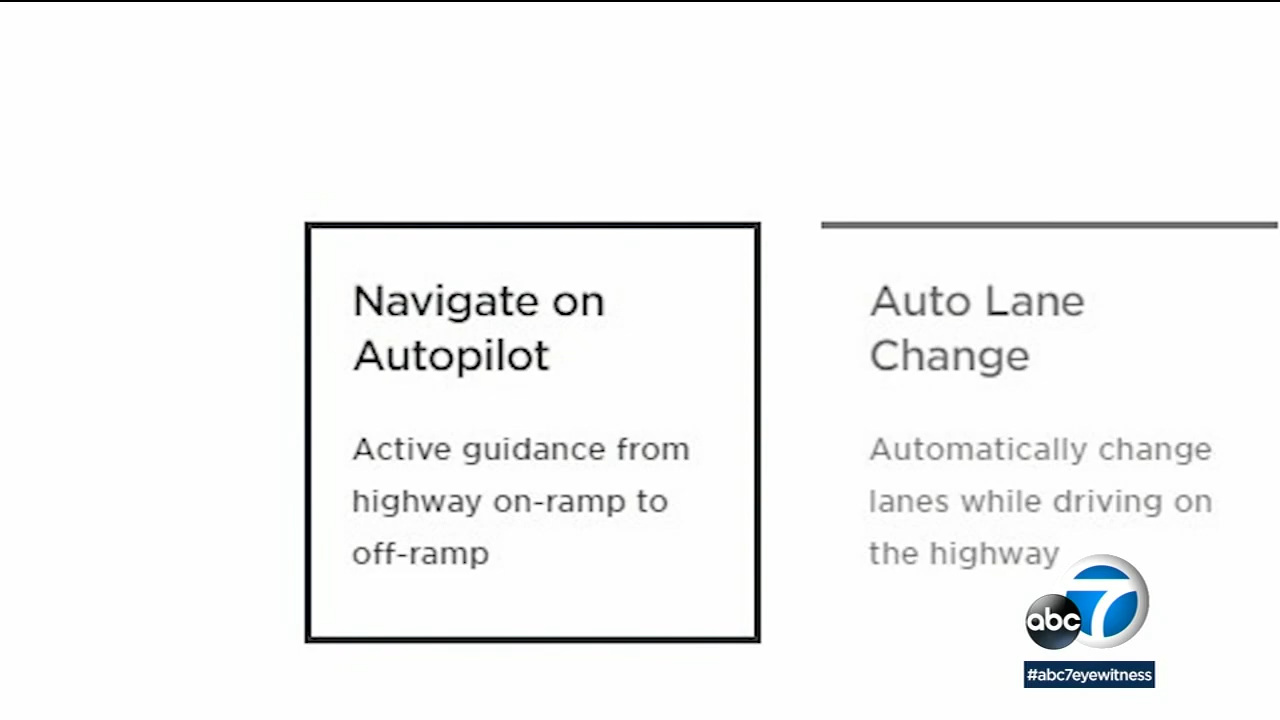 Navigate on
Autopilot
Active guidance from
highway on-ramp to
off-ramp
Auto Lane
Change
Automatically change
lanes while driving on
the highway
abc 7
#abc7eyewitness